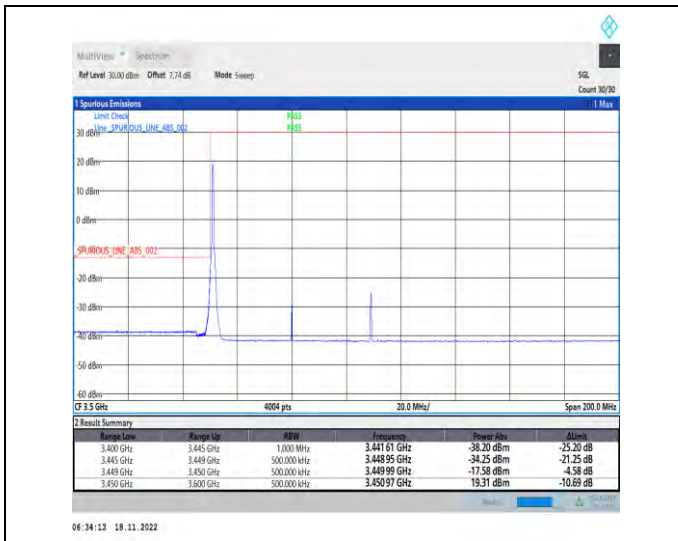 MultiView Spectrum
Ref Level 30.00 dBm Offset 7.74 dB Mode Sweep SGL
Count 30/30
1 Spurious Emissions 1 Max
Limit Check PASS
Line _SPURIOUS_LINE_ABS_002 PASS
30 dBm
20 dBm
10 dBm
0 dBm
_SPURIOUS_LINE_ABS_002
-20 dBm
-30 dBm
-40 dBm
-50 dBm
-60 dBm
CF 3.5 GHz 4004 pts 20.0 MHz/ Span 200.0 MHz
2 Result Summary
Range Low Range Up RBW Frequency Power Abs ΔLimit
3.400 GHz 3.445 GHz 1.000 MHz 3.441 61 GHz -38.20 dBm -25.20 dB
3.445 GHz 3.449 GHz 500.000 kHz 3.448 95 GHz -34.25 dBm -21.25 dB
3.449 GHz 3.450 GHz 500.000 kHz 3.449 99 GHz -17.58 dBm -4.58 dB
3.450 GHz 3.600 GHz 500.000 kHz 3.450 97 GHz 19.31 dBm -10.69 dB
06:34:13 18.11.2022